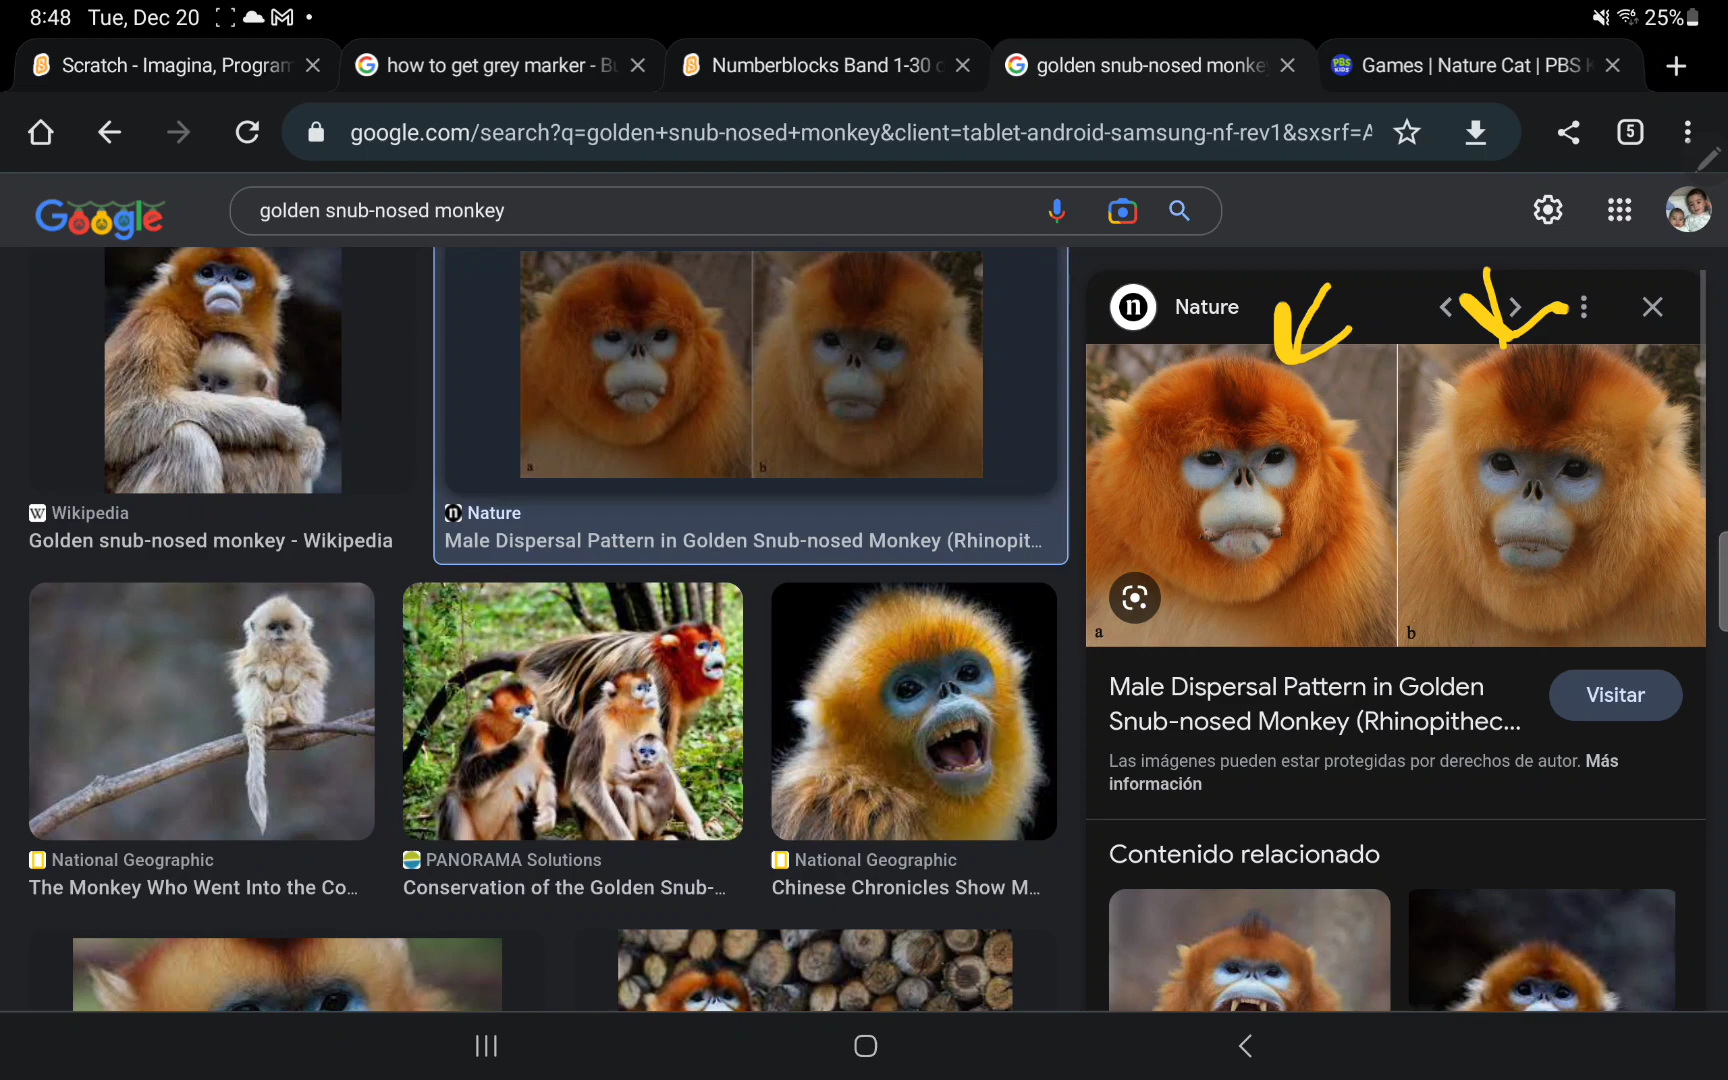 8:48 Tue, Dec 20
25%
Scratch - Imagina, Program
how to get grey marker - Bu
Numberblocks Band 1-30 c
golden snub-nosed monke
Games | Nature Cat | PBS K
google.com/search?q=golden+snub-nosed+monkey&client=tablet-android-samsung-nf-rev1&sxsrf=A
5
Google
golden snub-nosed monkey
a
b
W Wikipedia
Golden snub-nosed monkey - Wikipedia
n Nature
Male Dispersal Pattern in Golden Snub-nosed Monkey (Rhinopit...
National Geographic
The Monkey Who Went Into the Co...
PANORAMA Solutions
Conservation of the Golden Snub-...
National Geographic
Chinese Chronicles Show M...
n Nature
a
b
Male Dispersal Pattern in Golden
Snub-nosed Monkey (Rhinopithec...
Visitar
Las imágenes pueden estar protegidas por derechos de autor. Más
información
Contenido relacionado